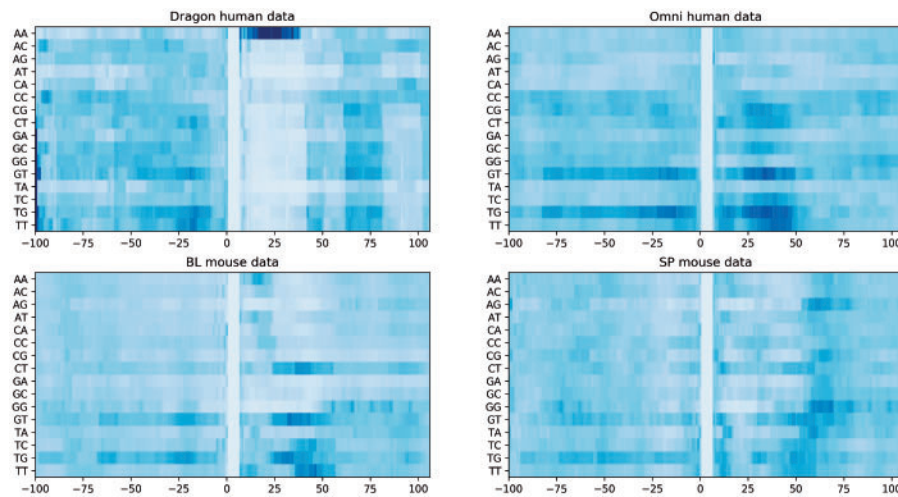 Dragon human data
AA
AC
AG
AT
CA
CC
CG
CT
GA
GC
GG
GT
TA
TC
TG
TT
−100 −75 −50 −25 0 25 50 75 100
Omni human data
AA
AC
AG
AT
CA
CC
CG
CT
GA
GC
GG
GT
TA
TC
TG
TT
−100 −75 −50 −25 0 25 50 75 100
BL mouse data
AA
AC
AG
AT
CA
CC
CG
CT
GA
GC
GG
GT
TA
TC
TG
TT
−100 −75 −50 −25 0 25 50 75 100
SP mouse data
AA
AC
AG
AT
CA
CC
CG
CT
GA
GC
GG
GT
TA
TC
TG
TT
−100 −75 −50 −25 0 25 50 75 100